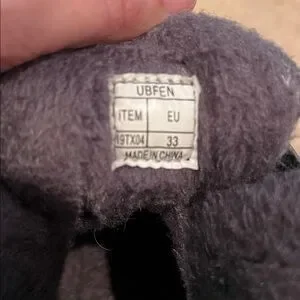 UBFEN
ITEM EU
19TX04 33
MADE IN CHINA